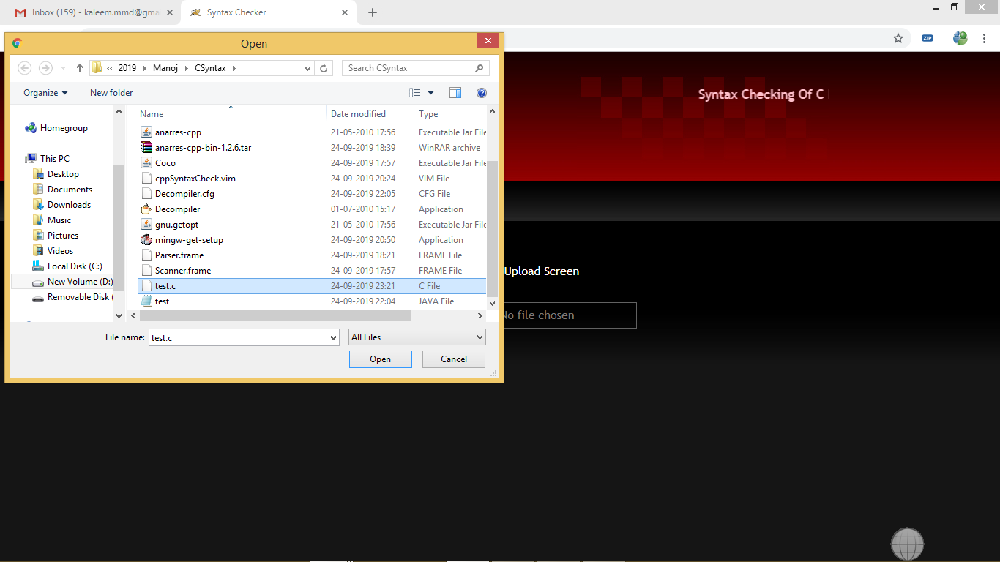 Inbox (159) - kaleem.mmd@gma
Syntax Checker
ZIP
Open
« 2019 Manoj CSyntax
Search CSyntax
Organize New folder
Homegroup
This PC
Desktop
Documents
Downloads
Music
Pictures
Videos
Local Disk (C:)
New Volume (D:)
Removable Disk (
Name Date modified Type
anarres-cpp 21-05-2010 17:56 Executable Jar File
anarres-cpp-bin-1.2.6.tar 24-09-2019 18:39 WinRAR archive
Coco 24-09-2019 17:57 Executable Jar File
cppSyntaxCheck.vim 24-09-2019 20:24 VIM File
Decompiler.cfg 24-09-2019 22:05 CFG File
Decompiler 01-07-2010 15:17 Application
gnu.getopt 21-05-2010 17:56 Executable Jar File
mingw-get-setup 24-09-2019 20:50 Application
Parser.frame 24-09-2019 18:21 FRAME File
Scanner.frame 24-09-2019 17:57 FRAME File
test.c 24-09-2019 23:21 C File
test 24-09-2019 22:04 JAVA File
File name: test.c All Files
Open Cancel
Syntax Checking Of C
Upload Screen
No file chosen